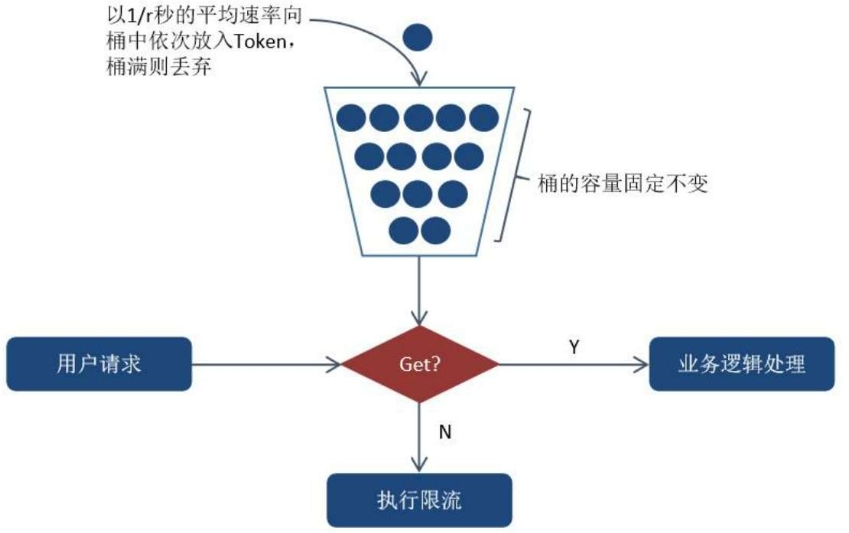 以1/r秒的平均速率向
桶中依次放入Token，
桶满则丢弃
桶的容量固定不变
用户请求
Get?
Y
业务逻辑处理
N
执行限流